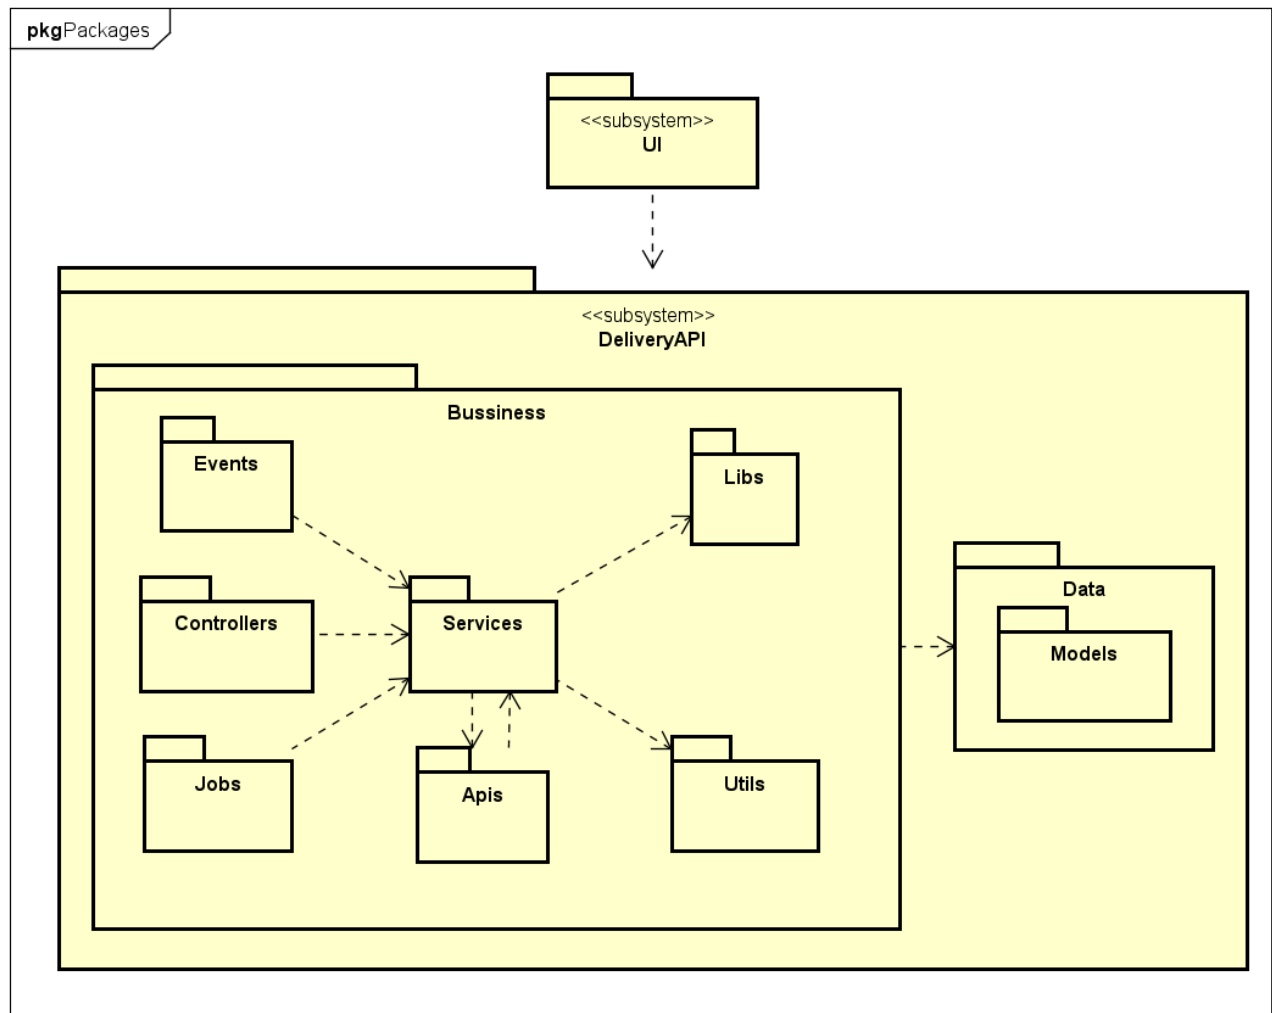 pkgPackages
<<subsystem>>
UI
<<subsystem>>
DeliveryAPI
Bussiness
Events
Libs
Controllers
Services
Data
Models
Jobs
Apis
Utils